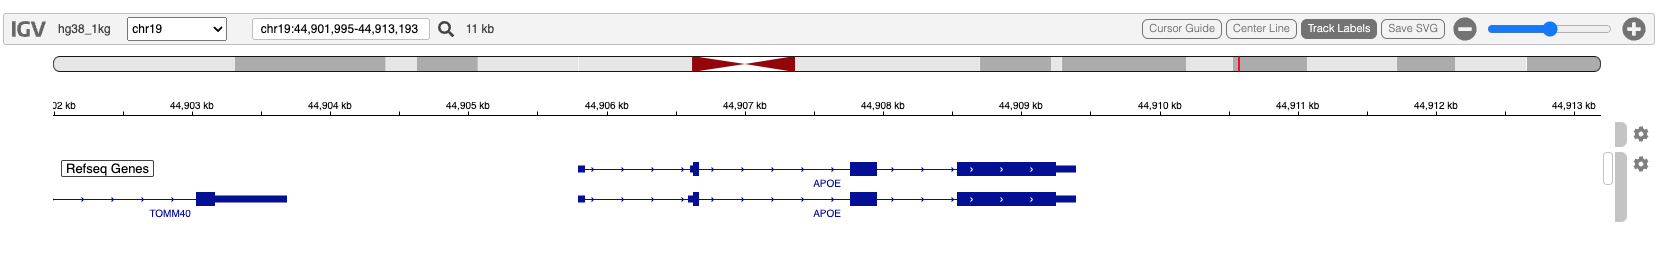 IGV hg38_1kg chr19 chr19:44,901,995-44,913,193 11 kb Cursor Guide Center Line Track Labels Save SVG
02 kb 44,903 kb 44,904 kb 44,905 kb 44,906 kb 44,907 kb 44,908 kb 44,909 kb 44,910 kb 44,911 kb 44,912 kb 44,913 kb
Refseq Genes
APOE
TOMM40 APOE